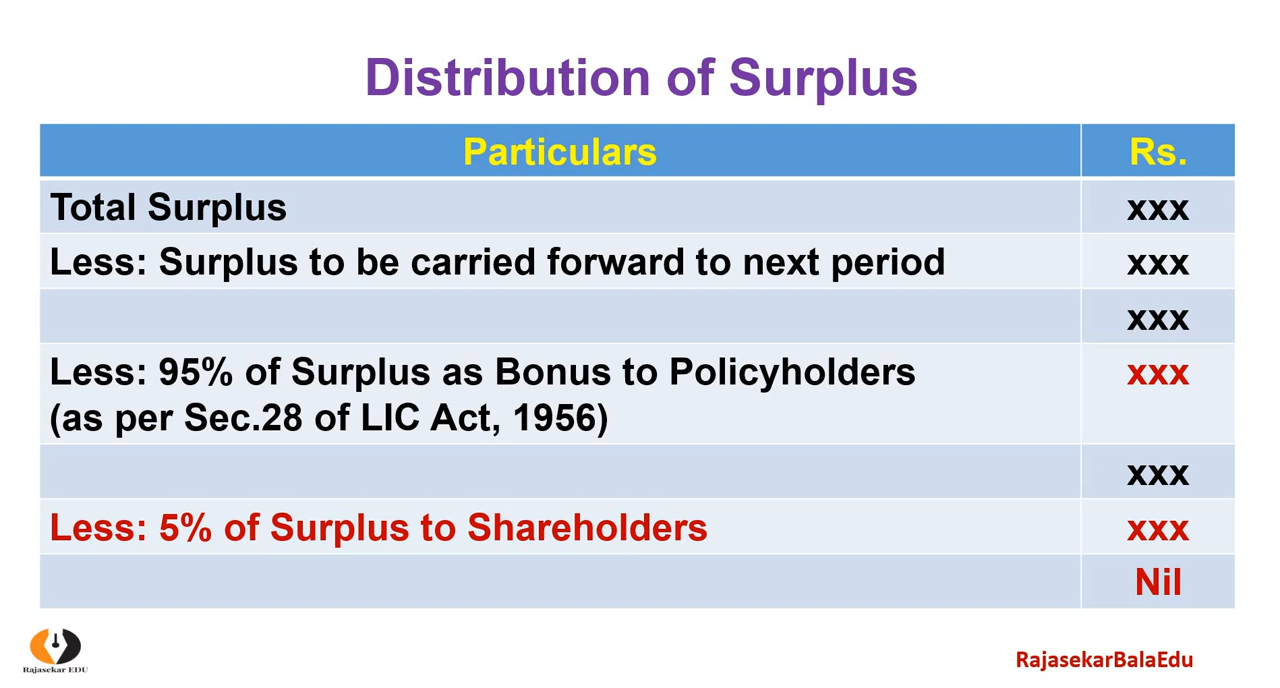 Distribution of Surplus
Particulars Rs.
Total Surplus xxx
Less: Surplus to be carried forward to next period xxx
xxx
Less: 95% of Surplus as Bonus to Policyholders xxx
(as per Sec.28 of LIC Act, 1956)
xxx
Less: 5% of Surplus to Shareholders xxx
Nil
Rajasekar EDU
RajasekarBalaEdu